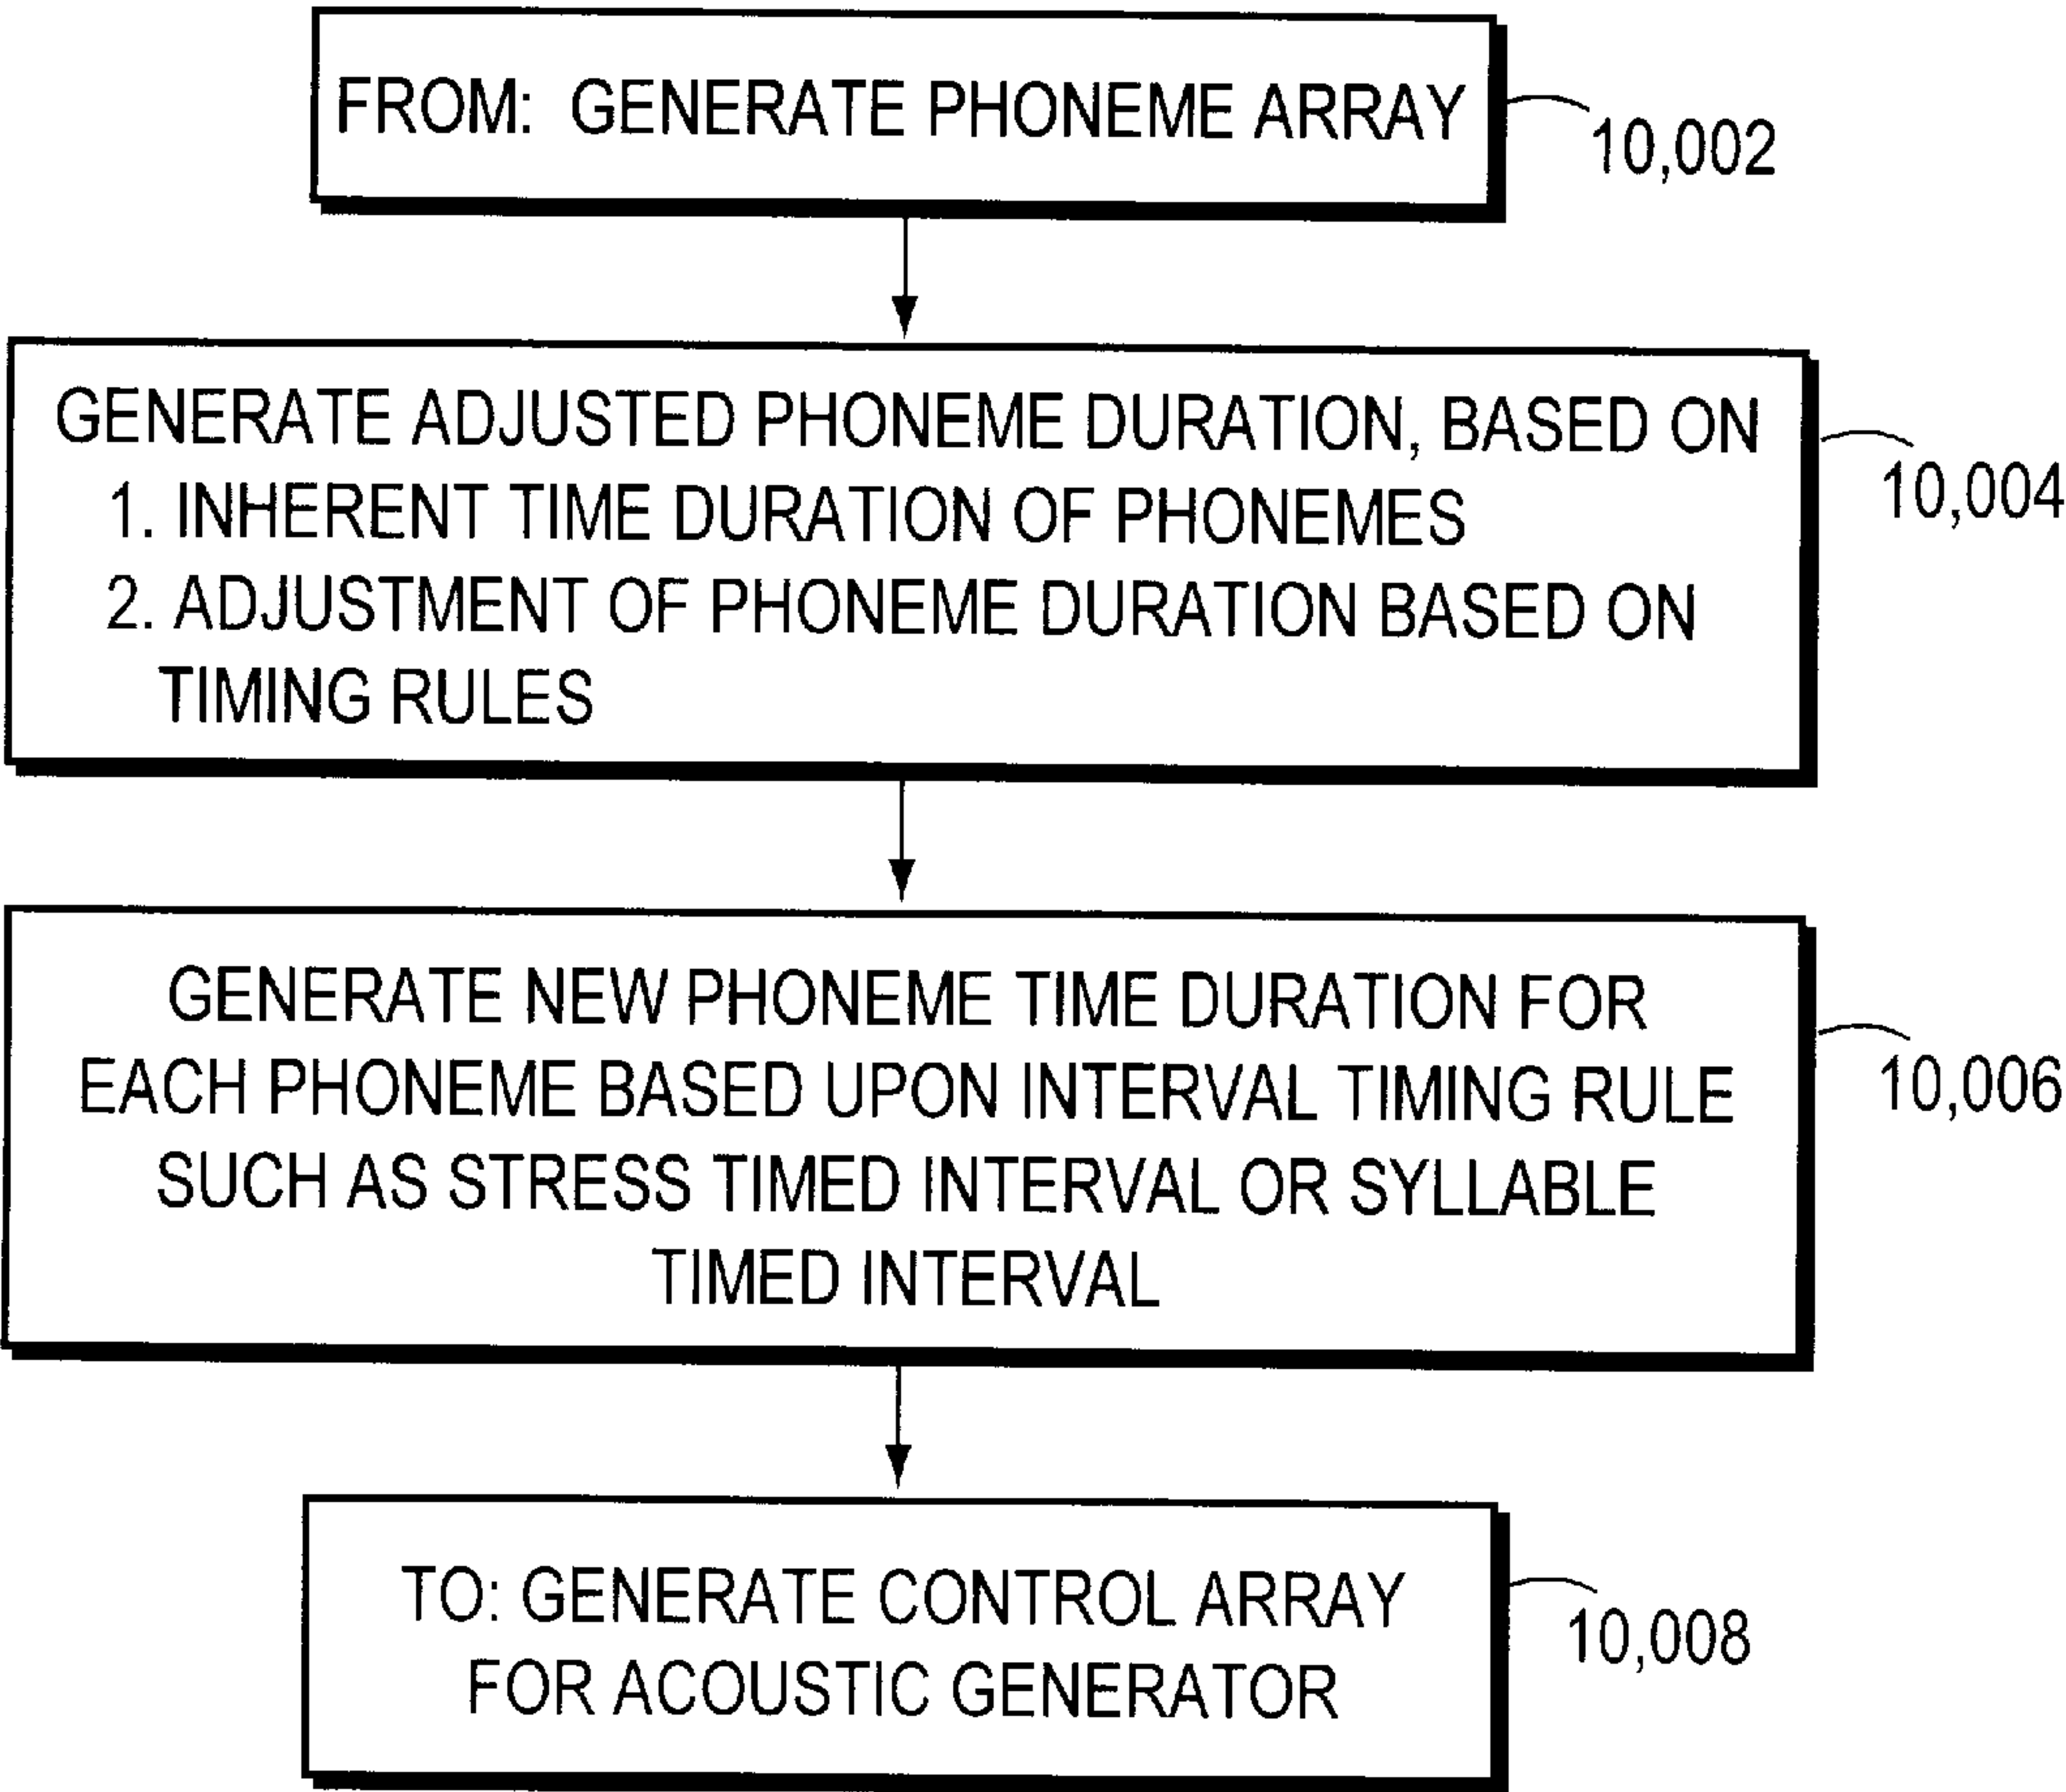 FROM: GENERATE PHONEME ARRAY
10,002
GENERATE ADJUSTED PHONEME DURATION, BASED ON
1. INHERENT TIME DURATION OF PHONEMES
2. ADJUSTMENT OF PHONEME DURATION BASED ON
TIMING RULES
10,004
GENERATE NEW PHONEME TIME DURATION FOR
EACH PHONEME BASED UPON INTERVAL TIMING RULE
SUCH AS STRESS TIMED INTERVAL OR SYLLABLE
TIMED INTERVAL
10,006
TO: GENERATE CONTROL ARRAY
FOR ACOUSTIC GENERATOR
10,008